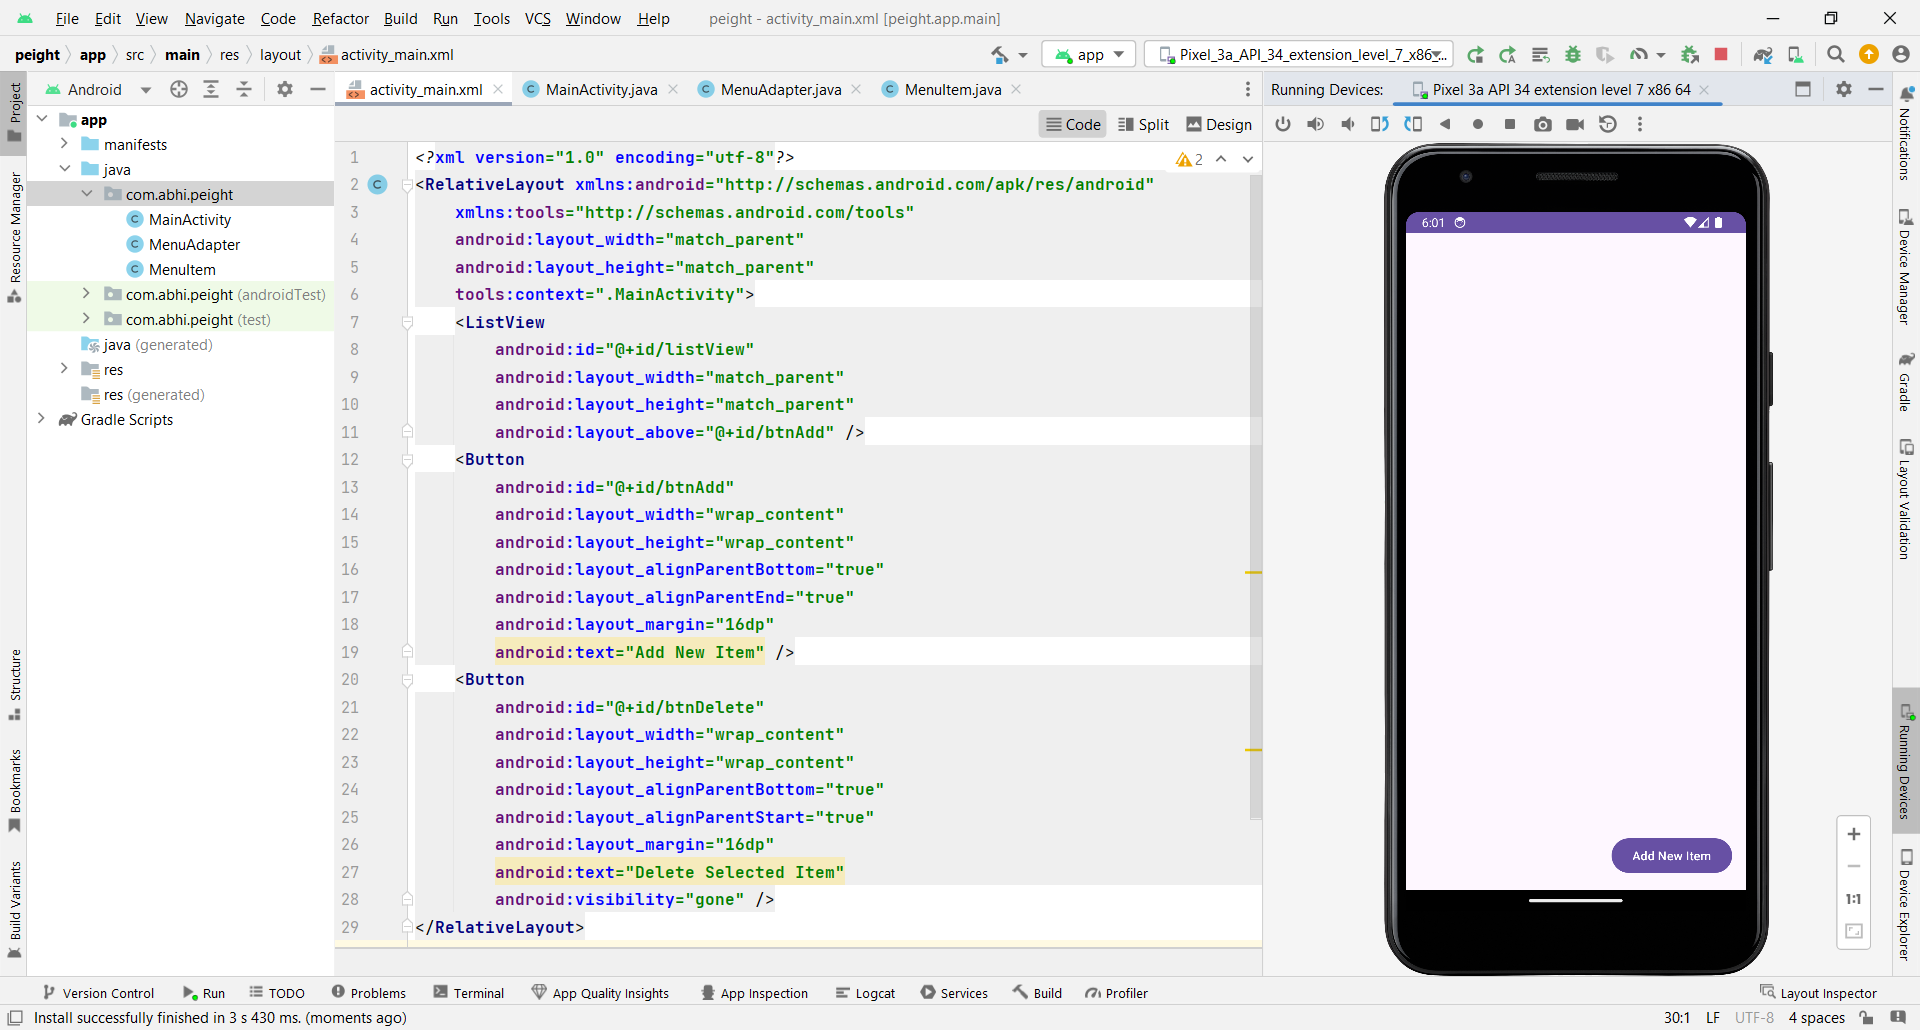 File Edit View Navigate Code Refactor Build Run Tools VCS Window Help peight - activity_main.xml [peight.app.main]
peight app src main res layout activity_main.xml app Pixel_3a_API_34_extension_level_7_x86_...
Android activity_main.xml MainActivity.java MenuAdapter.java MenuItem.java Running Devices: Pixel 3a API 34 extension level 7 x86 64
Code Split Design
Project
Resource Manager
Structure
Bookmarks
Build Variants
app
manifests
java
com.abhi.peight
MainActivity
MenuAdapter
MenuItem
com.abhi.peight (androidTest)
com.abhi.peight (test)
java (generated)
res
res (generated)
Gradle Scripts
2
1 <?xml version="1.0" encoding="utf-8"?>
2 <RelativeLayout xmlns:android="http://schemas.android.com/apk/res/android"
3 xmlns:tools="http://schemas.android.com/tools"
4 android:layout_width="match_parent"
5 android:layout_height="match_parent"
6 tools:context=".MainActivity">
7 <ListView
8 android:id="@+id/listView"
9 android:layout_width="match_parent"
10 android:layout_height="match_parent"
11 android:layout_above="@+id/btnAdd" />
12 <Button
13 android:id="@+id/btnAdd"
14 android:layout_width="wrap_content"
15 android:layout_height="wrap_content"
16 android:layout_alignParentBottom="true"
17 android:layout_alignParentEnd="true"
18 android:layout_margin="16dp"
19 android:text="Add New Item" />
20 <Button
21 android:id="@+id/btnDelete"
22 android:layout_width="wrap_content"
23 android:layout_height="wrap_content"
24 android:layout_alignParentBottom="true"
25 android:layout_alignParentStart="true"
26 android:layout_margin="16dp"
27 android:text="Delete Selected Item"
28 android:visibility="gone" />
29 </RelativeLayout>
6:01
Add New Item
1:1
Notifications
Device Manager
Gradle
Layout Validation
Running Devices
Device Explorer
Version Control Run TODO Problems Terminal App Quality Insights App Inspection Logcat Services Build Profiler Layout Inspector
Install successfully finished in 3 s 430 ms. (moments ago) 30:1 LF UTF-8 4 spaces